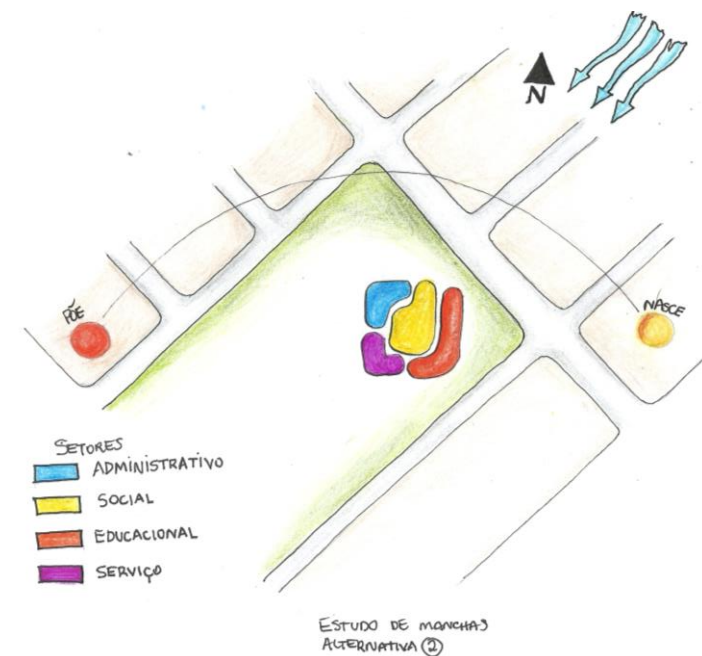 N
PÕE
NASCE
SETORES
ADMINISTRATIVO
SOCIAL
EDUCACIONAL
SERVIÇO
ESTUDO DE MANCHAS
ALTERNATIVA 2